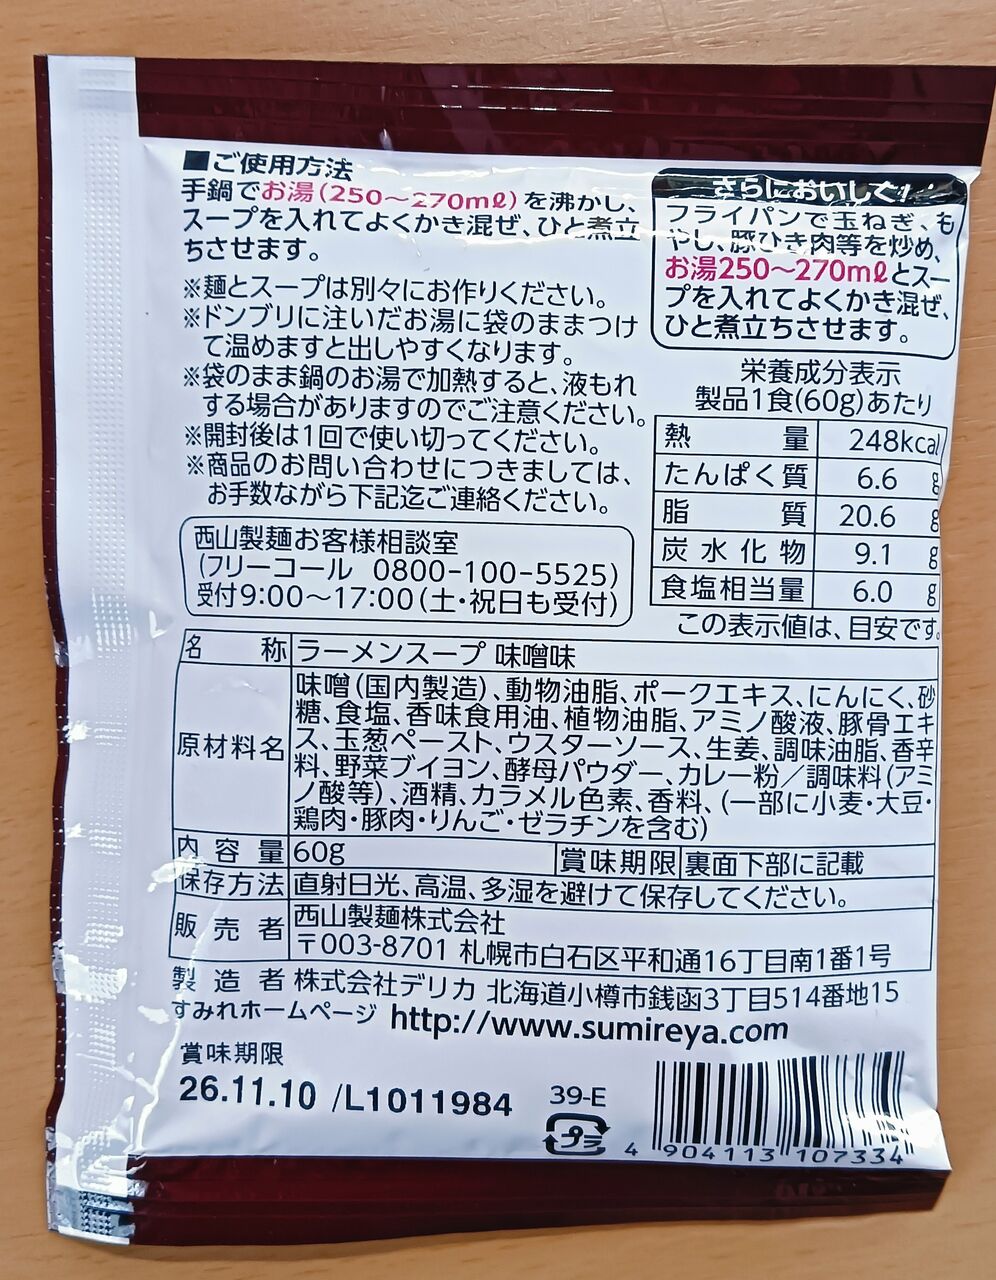 ■ご使用方法
手鍋でお湯(250〜270mℓ)を沸かし、
スープを入れてよくかき混ぜ、ひと煮立
ちさせます。
※麺とスープは別々にお作りください。
※ドンブリに注いだお湯に袋のままつけ
て温めますと出しやすくなります。
※袋のまま鍋のお湯で加熱すると、液もれ
する場合がありますのでご注意ください。
※開封後は1回で使い切ってください。
※商品のお問い合わせにつきましては、
お手数ながら下記迄ご連絡ください。
西山製麺お客様相談室
(フリーコール 0800-100-5525)
受付9:00〜17:00(土・祝日も受付)
さらにおいしく!
フライパンで玉ねぎ、も
やし、豚ひき肉等を炒め、
お湯250〜270mℓとスー
プを入れてよくかき混ぜ、
ひと煮立ちさせます。
栄養成分表示
製品1食(60g)あたり
熱量 248kcal
たんぱく質 6.6 g
脂質 20.6 g
炭水化物 9.1 g
食塩相当量 6.0 g
この表示値は、目安です。
名称 ラーメンスープ 味噌味
原材料名 味噌(国内製造)、動物油脂、ポークエキス、にんにく、砂
糖、食塩、香味食用油、植物油脂、アミノ酸液、豚骨エキ
ス、玉葱ペースト、ウスターソース、生姜、調味油脂、香辛
料、野菜ブイヨン、酵母パウダー、カレー粉/調味料(アミ
ノ酸等)、酒精、カラメル色素、香料、(一部に小麦・大豆・
鶏肉・豚肉・りんご・ゼラチンを含む)
内容量 60g 賞味期限 裏面下部に記載
保存方法 直射日光、高温、多湿を避けて保存してください。
販売者 西山製麺株式会社
〒003-8701 札幌市白石区平和通16丁目南1番1号
製造者 株式会社デリカ 北海道小樽市銭函3丁目514番地15
すみれホームページ http://www.sumireya.com
賞味期限
26.11.10 /L1011984
39-E
プラ
4 904113 107334